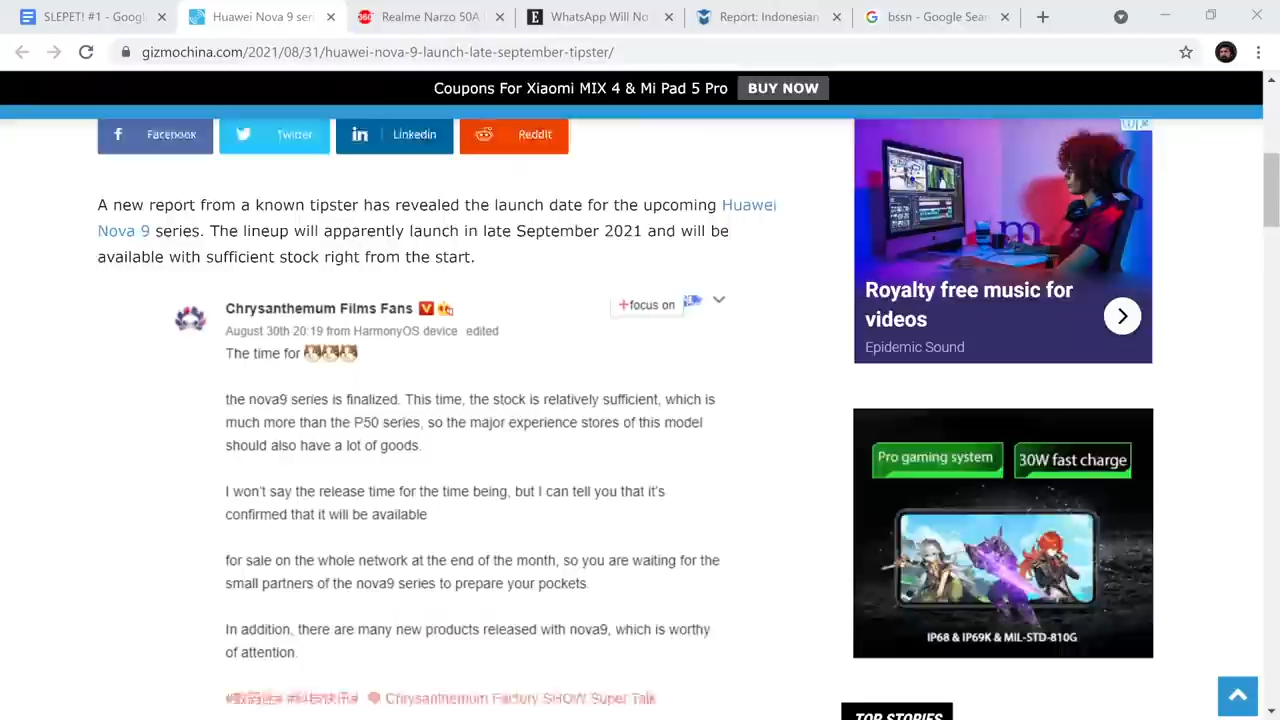 SLEPET! #1 - Goog
Huawei Nova 9 seri
Realme Narzo 50A
WhatsApp Will No
Report: Indonesian
bssn - Google Sear
gizmochina.com/2021/08/31/huawei-nova-9-launch-late-september-tipster/
Coupons For Xiaomi MIX 4 & Mi Pad 5 Pro BUY NOW
Facebook Twitter Linkedin Reddit
A new report from a known tipster has revealed the launch date for the upcoming Huawei
Nova 9 series. The lineup will apparently launch in late September 2021 and will be
available with sufficient stock right from the start.
Chrysanthemum Films Fans
+focus on
August 30th 20:19 from HarmonyOS device edited
The time for
the nova9 series is finalized. This time, the stock is relatively sufficient, which is
much more than the P50 series, so the major experience stores of this model
should also have a lot of goods.
I won't say the release time for the time being, but I can tell you that it's
confirmed that it will be available
for sale on the whole network at the end of the month, so you are waiting for the
small partners of the nova9 series to prepare your pockets.
In addition, there are many new products released with nova9, which is worthy
of attention.
Chrysanthemum Factory SHOW Super Talk
Royalty free music for
videos
Epidemic Sound
Pro gaming system
30W fast charge
IP68 & IP69K & MIL-STD-810G
TOP STORIES